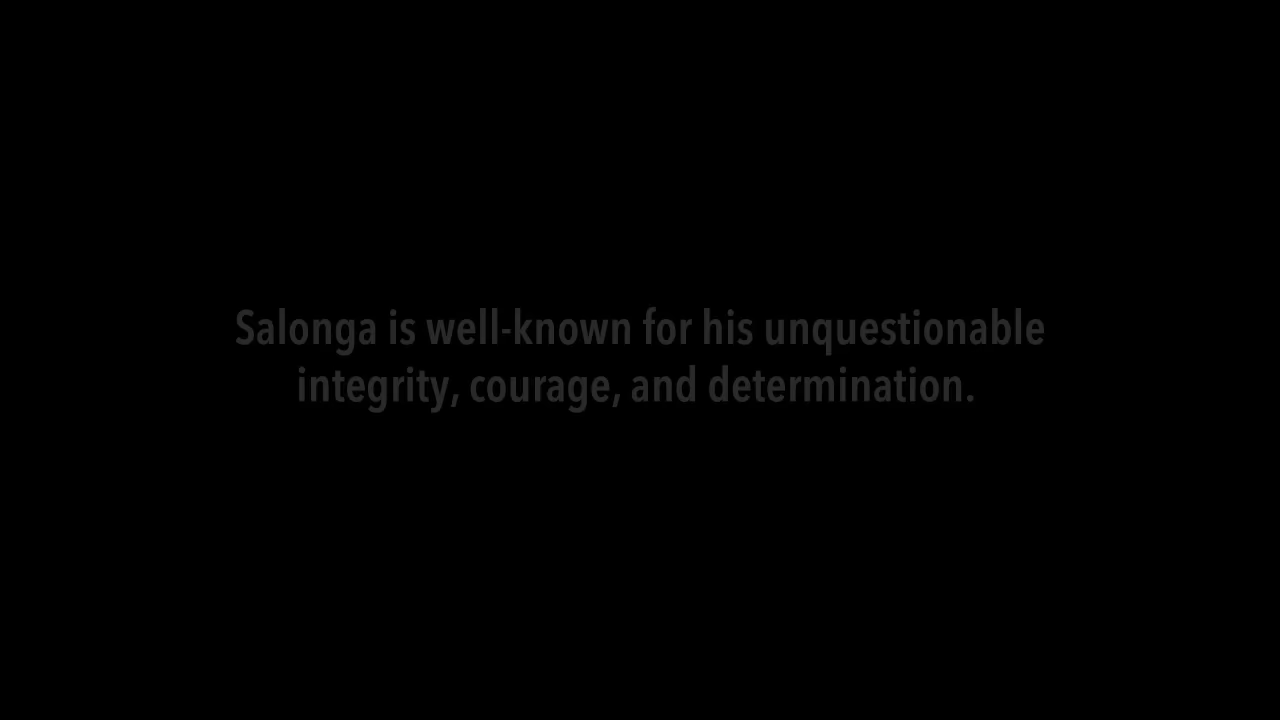 Salonga is well-known for his unquestionable
integrity, courage, and determination.